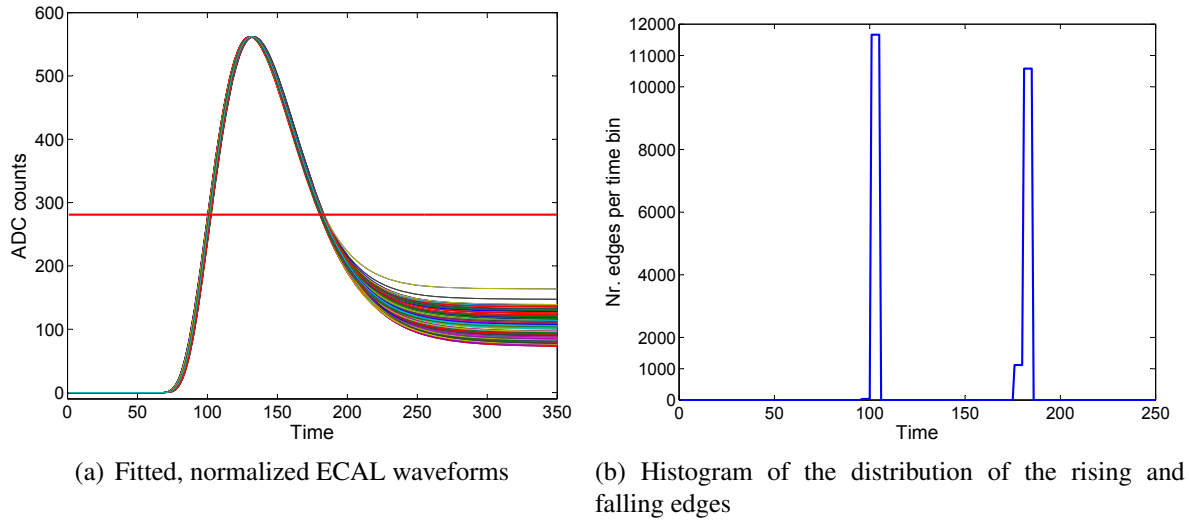 600
500
400
300
200
100
0
ADC counts
0 50 100 150 200 250 300 350
Time
(a) Fitted, normalized ECAL waveforms
12000
11000
10000
8000
6000
4000
2000
1000
0
Nr. edges per time bin
0 50 100 150 200 250
Time
(b) Histogram of the distribution of the rising and
falling edges